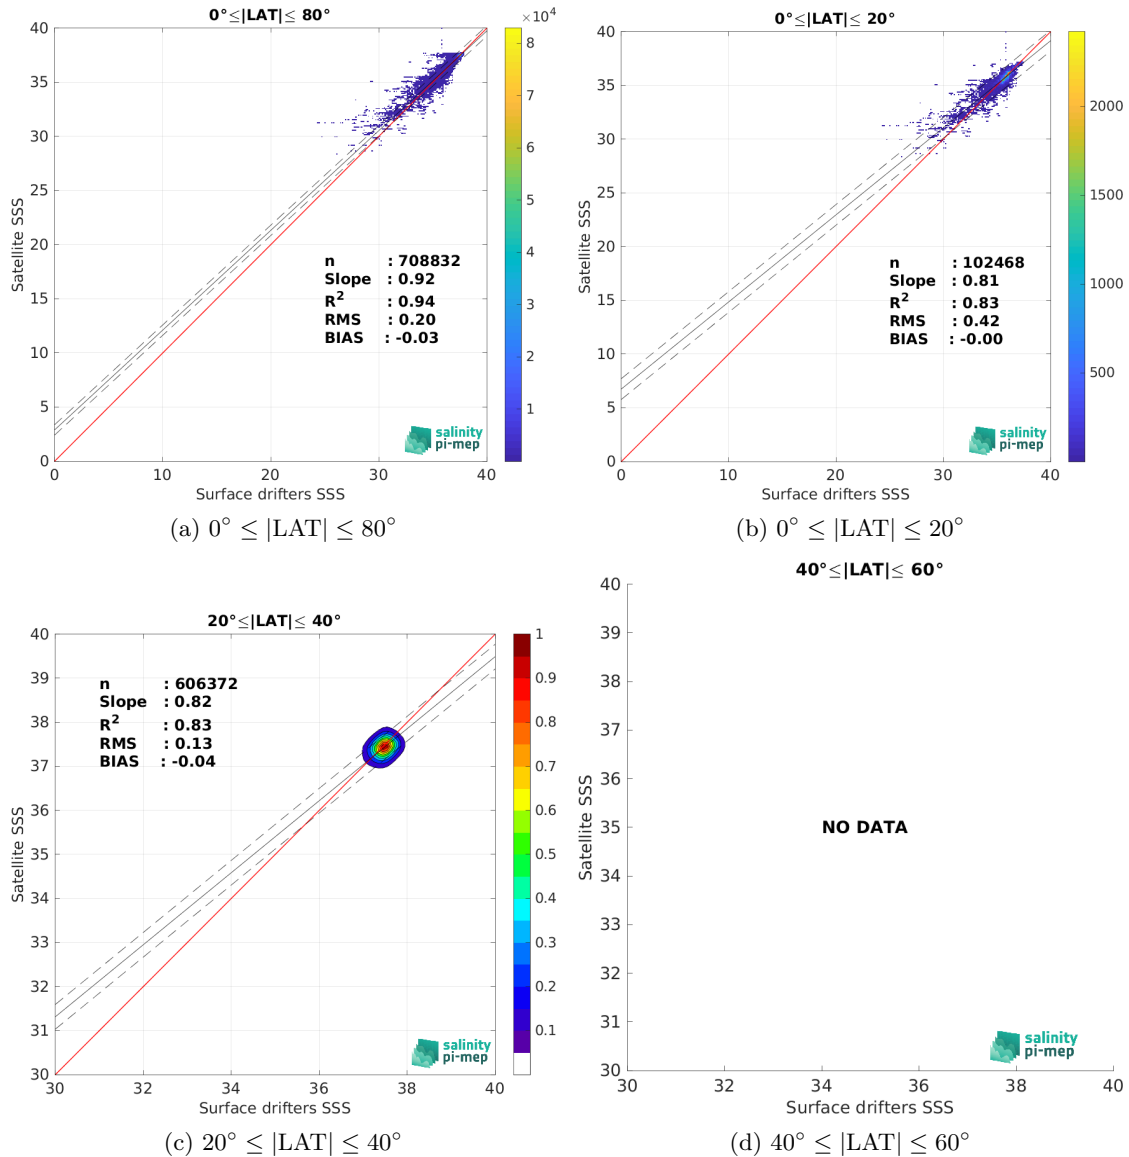 0°≤|LAT|≤ 80°
×10⁴
40
35
30
25
20
15
10
5
0
Satellite SSS
n : 708832
Slope : 0.92
R² : 0.94
RMS : 0.20
BIAS : -0.03
salinity
pi-mep
0 10 20 30 40
Surface drifters SSS
8
7
6
5
4
3
2
1
(a) 0° ≤ |LAT| ≤ 80°
0°≤|LAT|≤ 20°
40
35
30
25
20
15
10
5
0
Satellite SSS
n : 102468
Slope : 0.81
R² : 0.83
RMS : 0.42
BIAS : -0.00
salinity
pi-mep
0 10 20 30 40
Surface drifters SSS
2000
1500
1000
500
(b) 0° ≤ |LAT| ≤ 20°
20°≤|LAT|≤ 40°
40
39
38
37
36
35
34
33
32
31
30
Satellite SSS
n : 606372
Slope : 0.82
R² : 0.83
RMS : 0.13
BIAS : -0.04
salinity
pi-mep
30 32 34 36 38 40
Surface drifters SSS
1
0.9
0.8
0.7
0.6
0.5
0.4
0.3
0.2
0.1
(c) 20° ≤ |LAT| ≤ 40°
40°≤|LAT|≤ 60°
40
39
38
37
36
35
34
33
32
31
30
Satellite SSS
NO DATA
salinity
pi-mep
30 32 34 36 38 40
Surface drifters SSS
(d) 40° ≤ |LAT| ≤ 60°